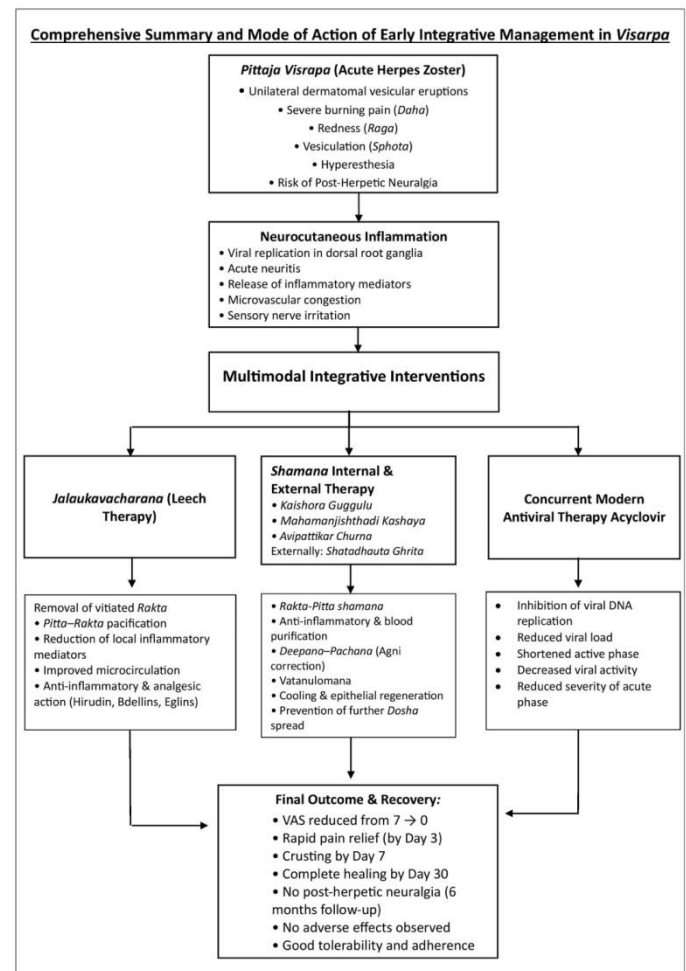 Comprehensive Summary and Mode of Action of Early Integrative Management in Visarpa
Pittaja Visrapa (Acute Herpes Zoster)
• Unilateral dermatomal vesicular eruptions
• Severe burning pain (Daha)
• Redness (Raga)
• Vesiculation (Sphota)
• Hyperesthesia
• Risk of Post-Herpetic Neuralgia
Neurocutaneous Inflammation
• Viral replication in dorsal root ganglia
• Acute neuritis
• Release of inflammatory mediators
• Microvascular congestion
• Sensory nerve irritation
Multimodal Integrative Interventions
Jalaukavacharana (Leech
Therapy)
Shamana Internal &
External Therapy
• Kaishora Guggulu
• Mahamanjishthadi Kashaya
• Avipattikar Churna
Externally: Shatadhauta Ghrita
Concurrent Modern
Antiviral Therapy Acyclovir
Removal of vitiated Rakta
• Pitta–Rakta pacification
• Reduction of local inflammatory
mediators
• Improved microcirculation
• Anti-inflammatory & analgesic
action (Hirudin, Bdellins, Eglins)
• Rakta-Pitta shamana
• Anti-inflammatory & blood
purification
• Deepana–Pachana (Agni
correction)
• Vatanulomana
• Cooling & epithelial regeneration
• Prevention of further Dosha
spread
• Inhibition of viral DNA
replication
• Reduced viral load
• Shortened active phase
• Decreased viral activity
• Reduced severity of acute
phase
Final Outcome & Recovery:
• VAS reduced from 7 → 0
• Rapid pain relief (by Day 3)
• Crusting by Day 7
• Complete healing by Day 30
• No post-herpetic neuralgia (6
months follow-up)
• No adverse effects observed
• Good tolerability and adherence